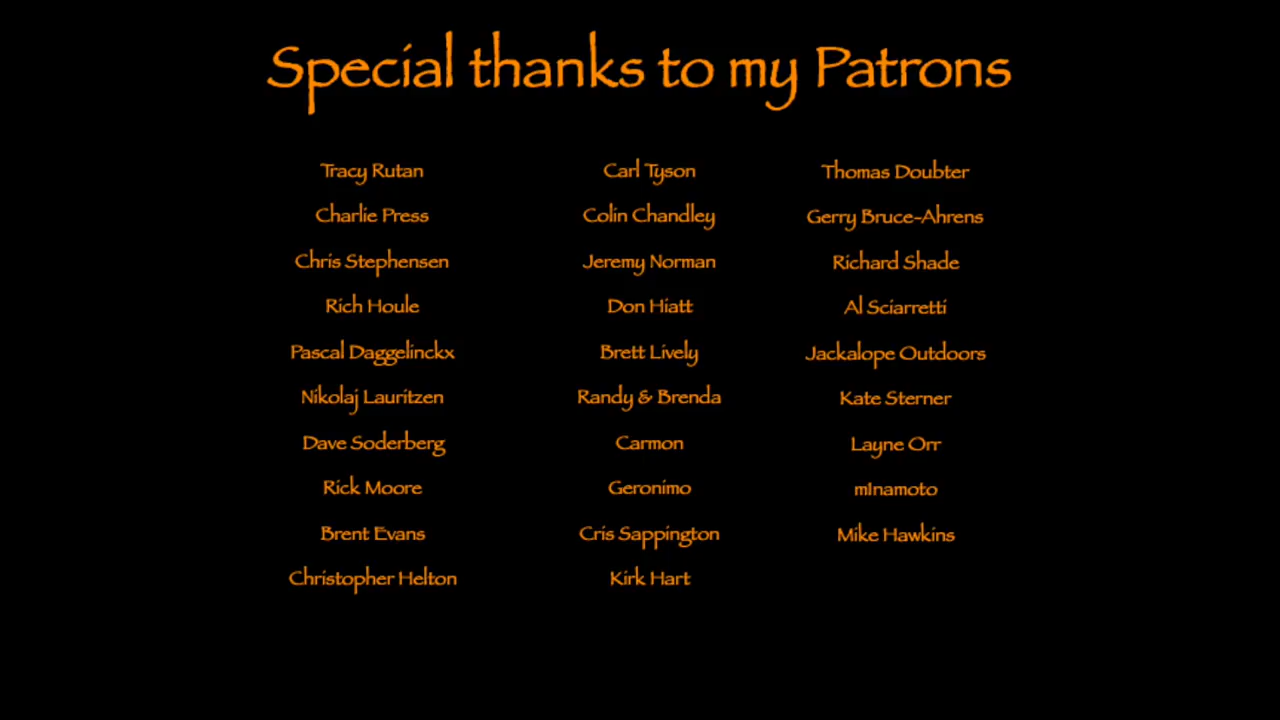 Special thanks to my Patrons
Tracy Rutan
Charlie Press
Chris Stephensen
Rich Houle
Pascal Daggelinckx
Nikolaj Lauritzen
Dave Soderberg
Rick Moore
Brent Evans
Christopher Helton
Carl Tyson
Colin Chandley
Jeremy Norman
Don Hiatt
Brett Lively
Randy & Brenda
Carmon
Geronimo
Cris Sappington
Kirk Hart
Thomas Doubter
Gerry Bruce-Ahrens
Richard Shade
Al Sciarretti
Jackalope Outdoors
Kate Sterner
Layne Orr
m1namoto
Mike Hawkins